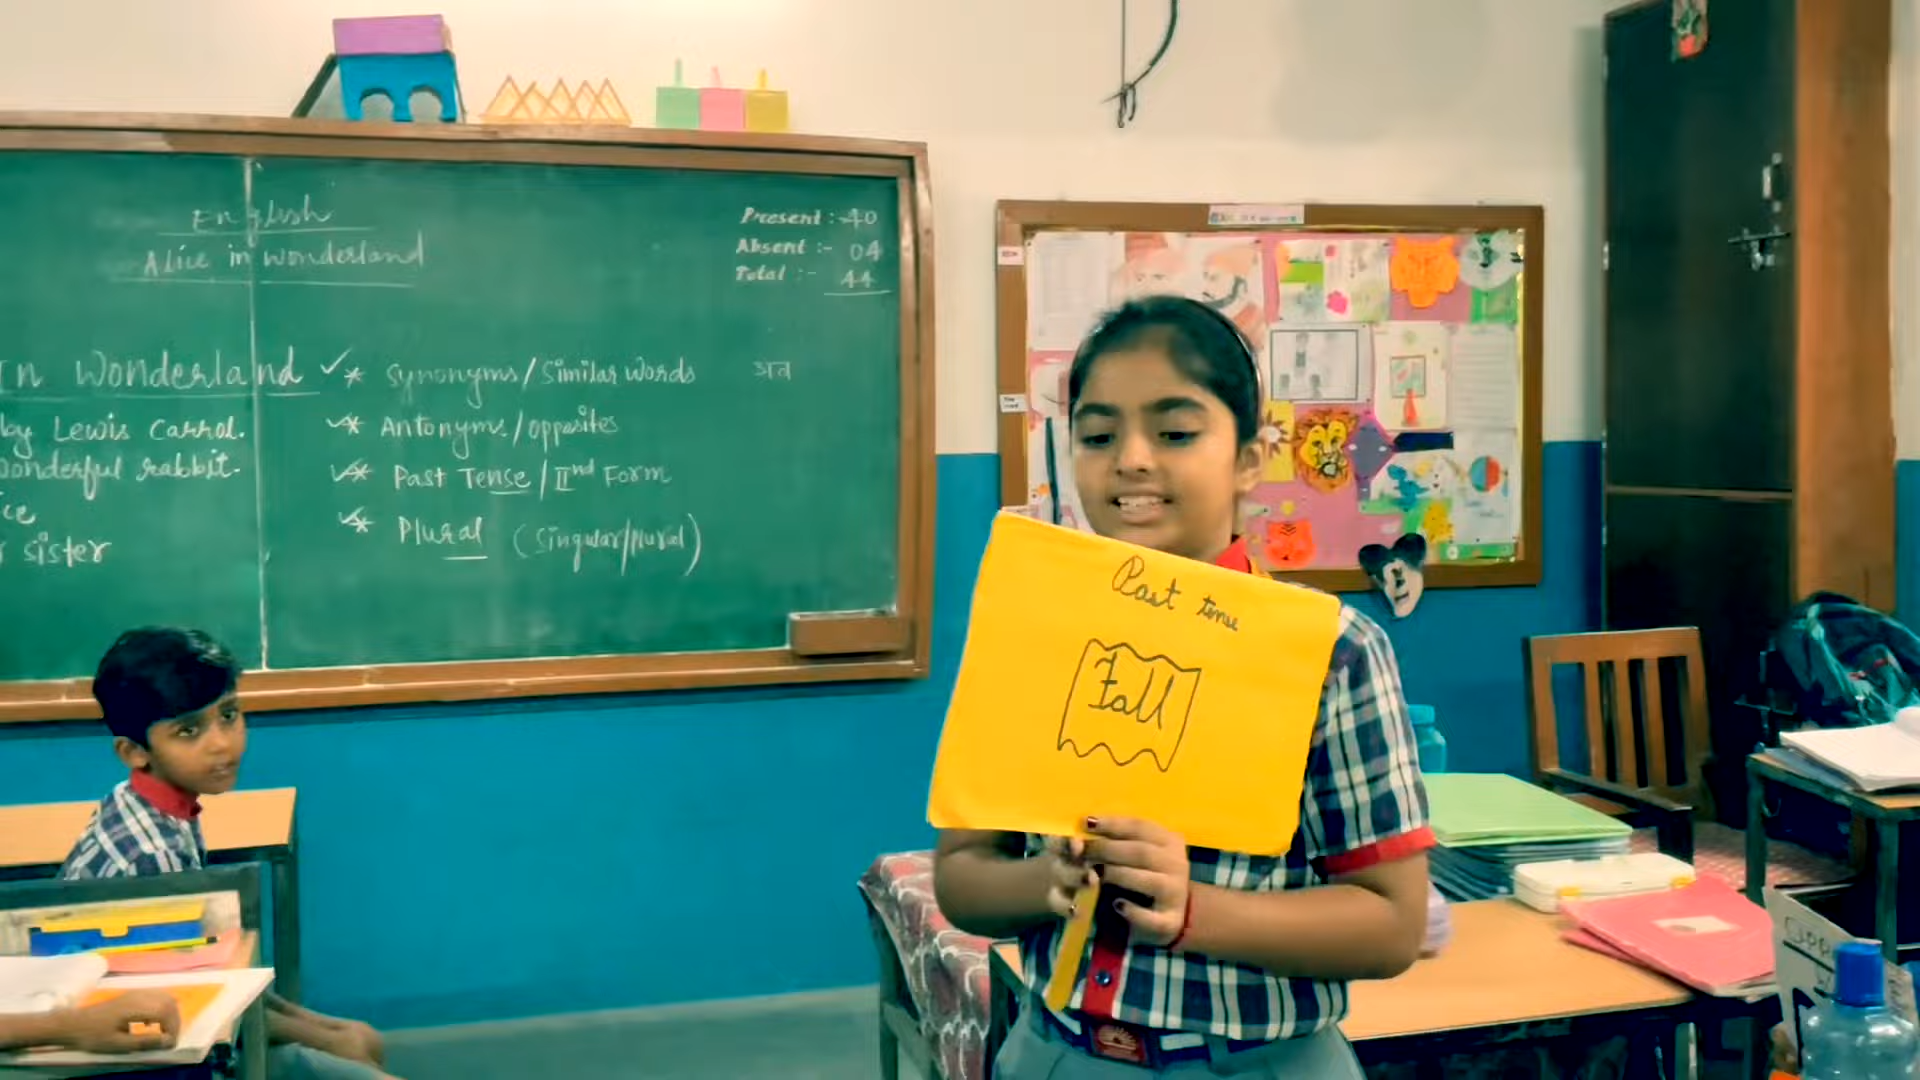 English
Alice in wonderland
Present :- 40
Absent :- 04
Total :- 44
In Wonderland
by Lewis Carrol.
Wonderful rabbit.
sister
✓* Synonyms/Similar Words
* Antonyms/opposites
* Past Tense/IInd Form
* Plural (Singular/plural)
Past tense
Fall